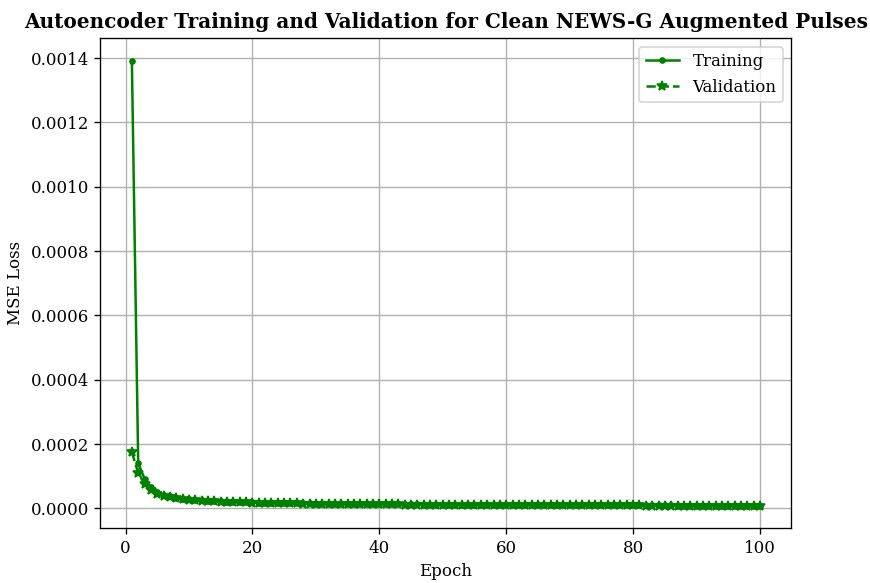 Autoencoder Training and Validation for Clean NEWS-G Augmented Pulses
Training
Validation
MSE Loss
0.0014
0.0012
0.0010
0.0008
0.0006
0.0004
0.0002
0.0000
0 20 40 60 80 100
Epoch